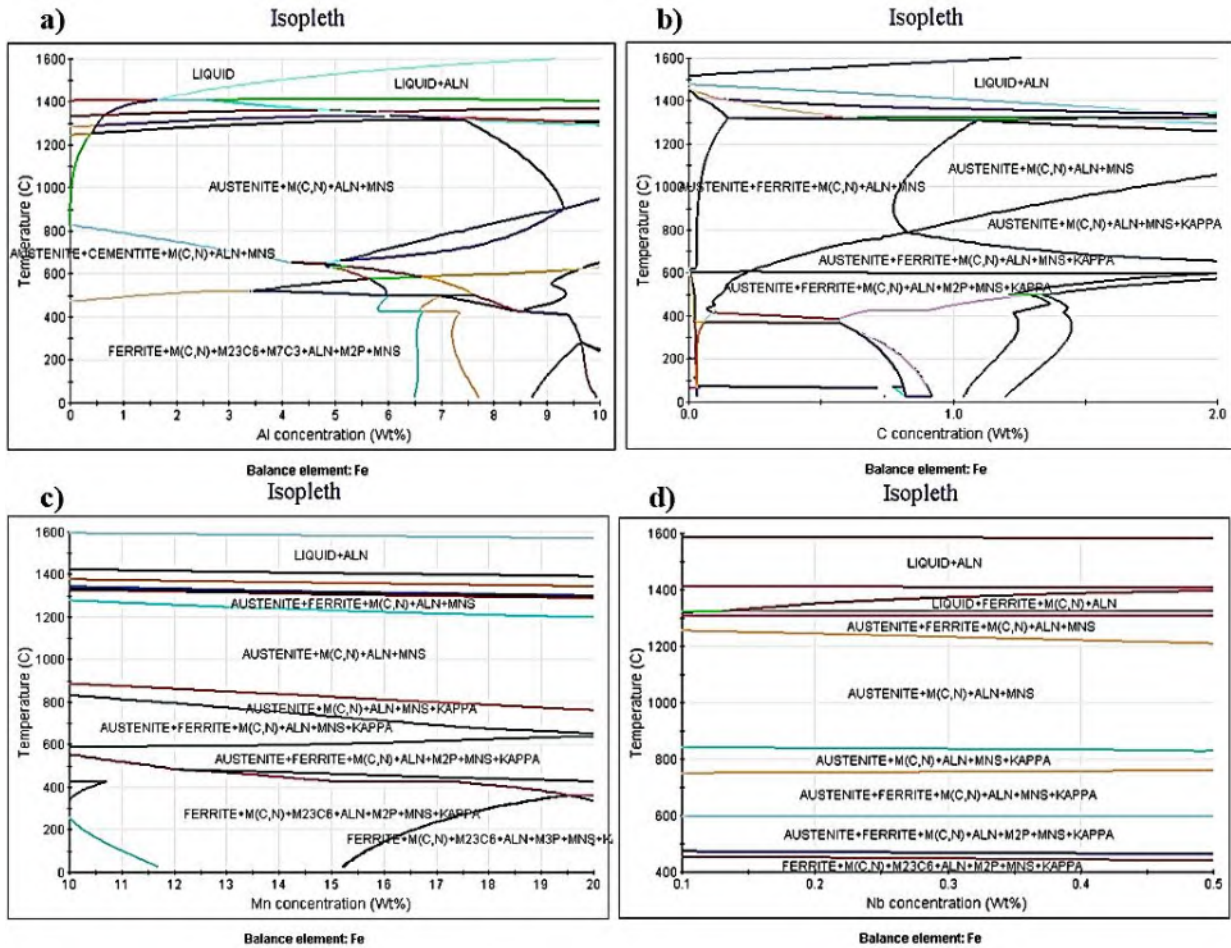 a)
Isopleth
1600
1400
1200
1000
800
600
400
200
0
Temperature (C)
LIQUID
LIQUID+ALN
AUSTENITE+M(C,N)+ALN+MNS
AUSTENITE+CEMENTITE+M(C,N)+ALN+MNS
FERRITE+M(C,N)+M23C6+M7C3+ALN+M2P+MNS
0 1 2 3 4 5 6 7 8 9 10
Al concentration (Wt%)
Balance element: Fe
b)
Isopleth
1600
1400
1200
1000
800
600
400
200
0
Temperature (C)
LIQUID+ALN
AUSTENITE+M(C,N)+ALN+MNS
AUSTENITE+FERRITE+M(C,N)+ALN+MNS
AUSTENITE+M(C,N)+ALN+MNS+KAPPA
AUSTENITE+FERRITE+M(C,N)+ALN+MNS+KAPPA
AUSTENITE+FERRITE+M(C,N)+ALN+M2P+MNS+KAPPA
0.0 1.0 2.0
C concentration (Wt%)
Balance element: Fe
c)
Isopleth
1600
1400
1200
1000
800
600
400
200
0
Temperature (C)
LIQUID+ALN
AUSTENITE+FERRITE+M(C,N)+ALN+MNS
AUSTENITE+M(C,N)+ALN+MNS
AUSTENITE+M(C,N)+ALN+MNS+KAPPA
AUSTENITE+FERRITE+M(C,N)+ALN+MNS+KAPPA
AUSTENITE+FERRITE+M(C,N)+ALN+M2P+MNS+KAPPA
FERRITE+M(C,N)+M23C6+ALN+M2P+MNS+KAPPA
FERRITE+M(C,N)+M23C6+ALN+M3P+MNS+K
10 11 12 13 14 15 16 17 18 19 20
Mn concentration (Wt%)
Balance element: Fe
d)
Isopleth
1600
1400
1200
1000
800
600
400
Temperature (C)
LIQUID+ALN
LIQUID+FERRITE+M(C,N)+ALN
AUSTENITE+FERRITE+M(C,N)+ALN+MNS
AUSTENITE+M(C,N)+ALN+MNS
AUSTENITE+M(C,N)+ALN+MNS+KAPPA
AUSTENITE+FERRITE+M(C,N)+ALN+MNS+KAPPA
AUSTENITE+FERRITE+M(C,N)+ALN+M2P+MNS+KAPPA
FERRITE+M(C,N)+M23C6+ALN+M2P+MNS+KAPPA
0.1 0.2 0.3 0.4 0.5
Nb concentration (Wt%)
Balance element: Fe